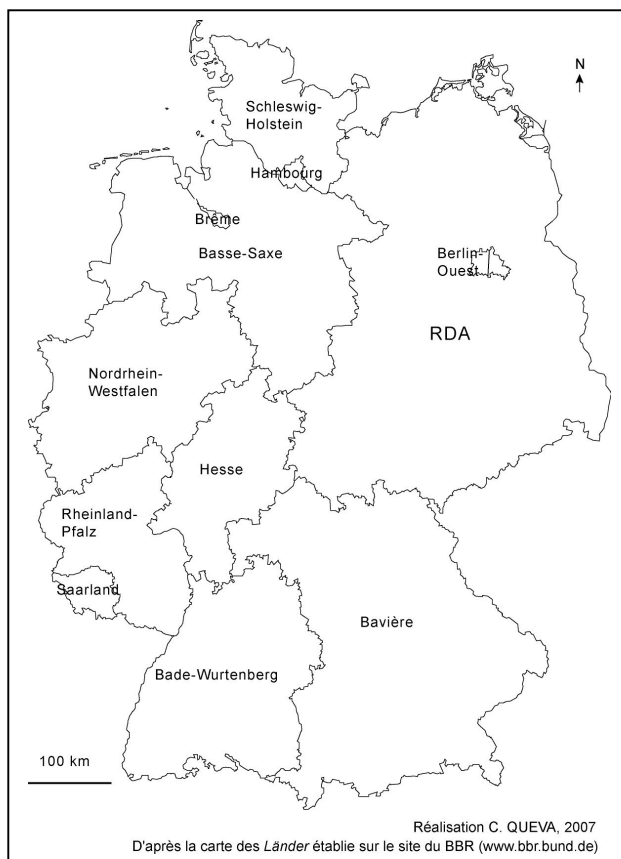 N
Schleswig-
Holstein
Hambourg
Brême
Basse-Saxe
Berlin-
Ouest
RDA
Nordrhein-
Westfalen
Hesse
Rheinland-
Pfalz
Saarland
Bavière
Bade-Wurtenberg
100 km
Réalisation C. QUEVA, 2007
D'après la carte des Länder établie sur le site du BBR (www.bbr.bund.de)